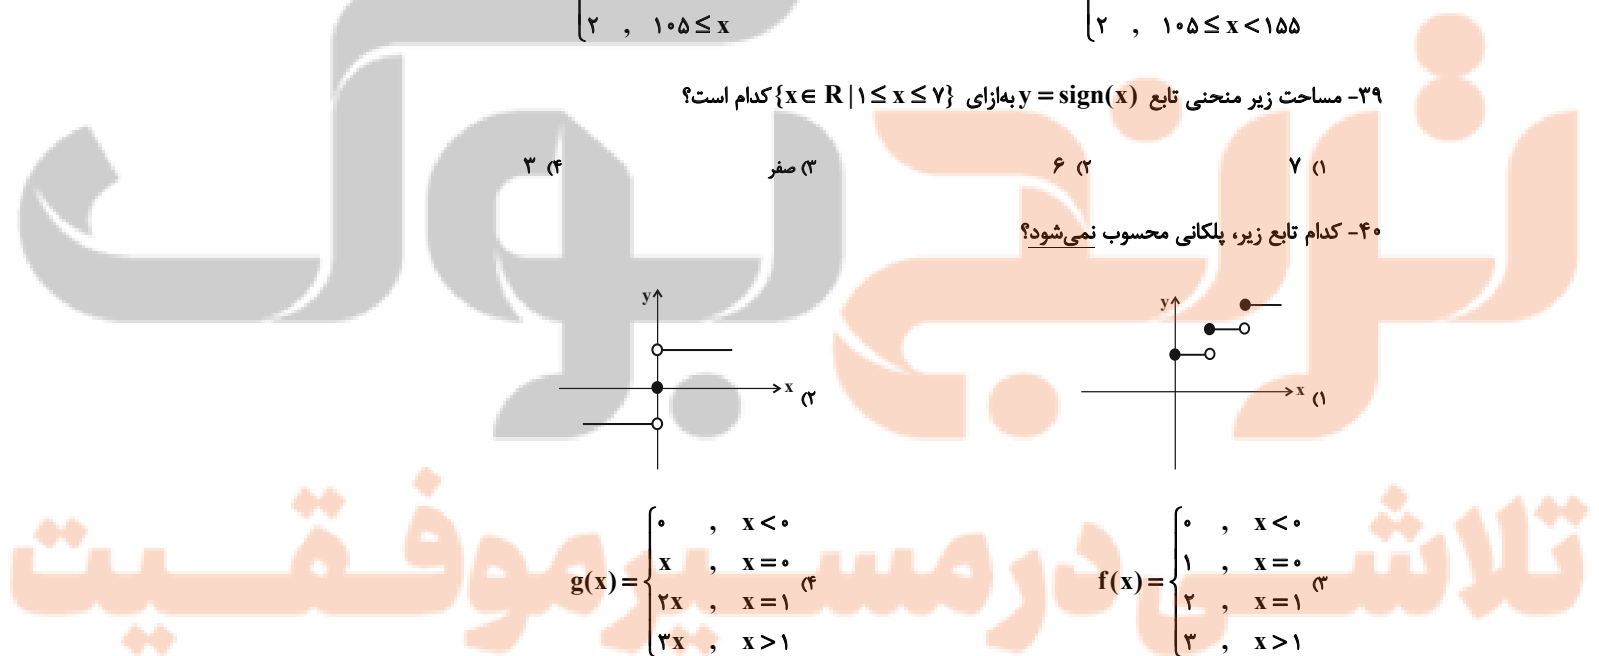 ۲ , ۱۰۵ ≤ x < ۱۵۵
۲ , ۱۰۵ ≤ x
۳۹- مساحت زیر منحنی تابع y = sign(x) به‌ازای {x ∈ R | ۱ ≤ x ≤ ۷} کدام است؟
۱) ۷ ۲) ۶ ۳) صفر ۴) ۳
۴۰- کدام تابع زیر، پلکانی محسوب نمی‌شود؟
y
x
۱)
y
x
۲)
۳) f(x) =
۰ , x < ۰
۱ , x = ۰
۲ , x = ۱
۳ , x > ۱
۴) g(x) =
۰ , x < ۰
x , x = ۰
۲x , x = ۱
۳x , x > ۱
ترنج بوک
تلاشی در مسیر موفقیت